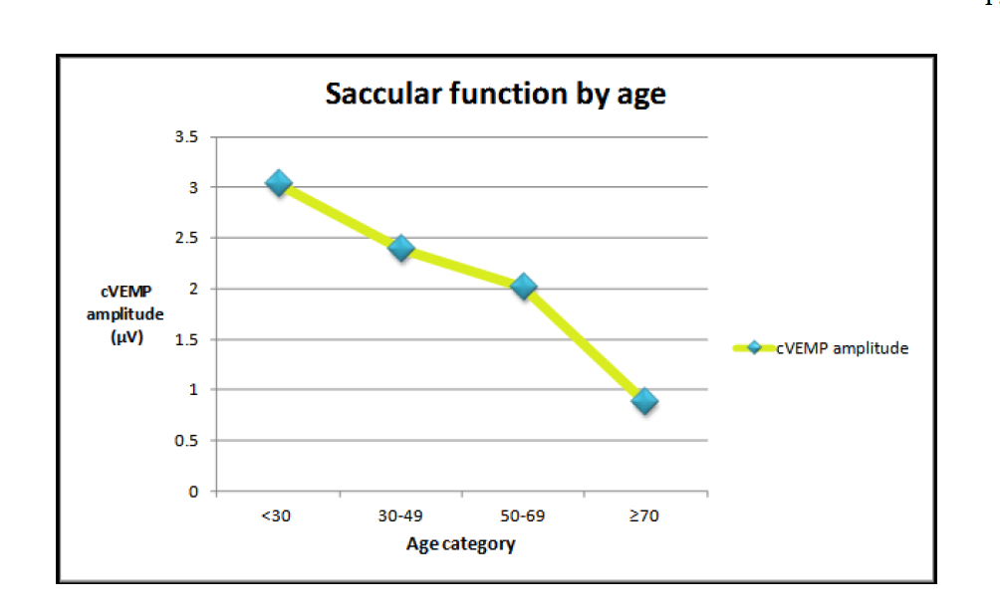 Saccular function by age
3.5
3
2.5
2
1.5
1
0.5
0
cVEMP
amplitude
(µV)
<30
30-49
50-69
≥70
Age category
cVEMP amplitude